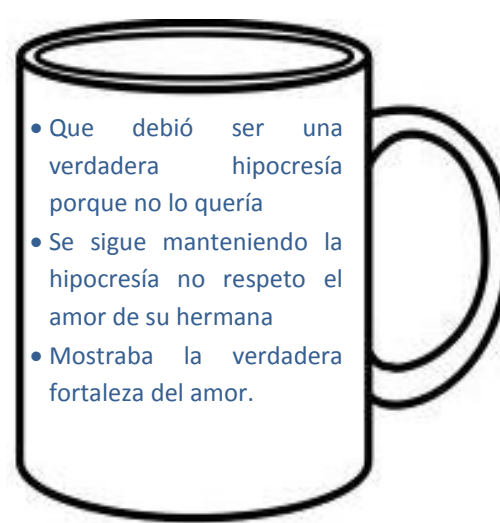 • Que debió ser una
verdadera hipocresía
porque no lo quería
• Se sigue manteniendo la
hipocresía no respeto el
amor de su hermana
• Mostraba la verdadera
fortaleza del amor.